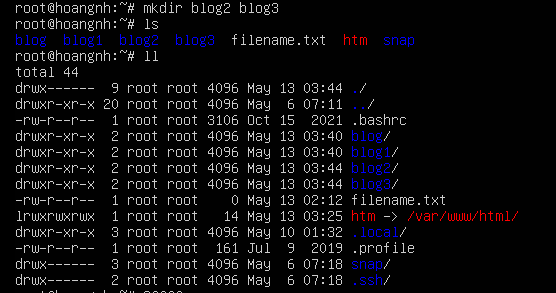 root@hoangnh:~# mkdir blog2 blog3
root@hoangnh:~# ls
blog  blog1  blog2  blog3  filename.txt  htm  snap
root@hoangnh:~# ll
total 44
drwx------  9 root root 4096 May 13 03:44 ./
drwxr-xr-x 20 root root 4096 May  6 07:11 ../
-rw-r--r--  1 root root 3106 Oct 15  2021 .bashrc
drwxr-xr-x  2 root root 4096 May 13 03:40 blog/
drwxr-xr-x  2 root root 4096 May 13 03:40 blog1/
drwxr-xr-x  2 root root 4096 May 13 03:44 blog2/
drwxr-xr-x  2 root root 4096 May 13 03:44 blog3/
-rw-r--r--  1 root root    0 May 13 02:12 filename.txt
lrwxrwxrwx  1 root root   14 May 13 03:25 htm -> /var/www/html/
drwxr-xr-x  3 root root 4096 May 10 01:32 .local/
-rw-r--r--  1 root root  161 Jul  9  2019 .profile
drwx------  3 root root 4096 May  6 07:18 snap/
drwx------  2 root root 4096 May  6 07:18 .ssh/
root@hoangnh:~#